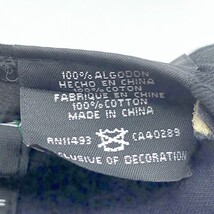 100% ALGODON
HECHO EN CHINA
100% COTON
FABRIQUE EN CHINE
100% COTTON
MADE IN CHINA
RN11493 CA40289
CLUSIVE OF DECORATION